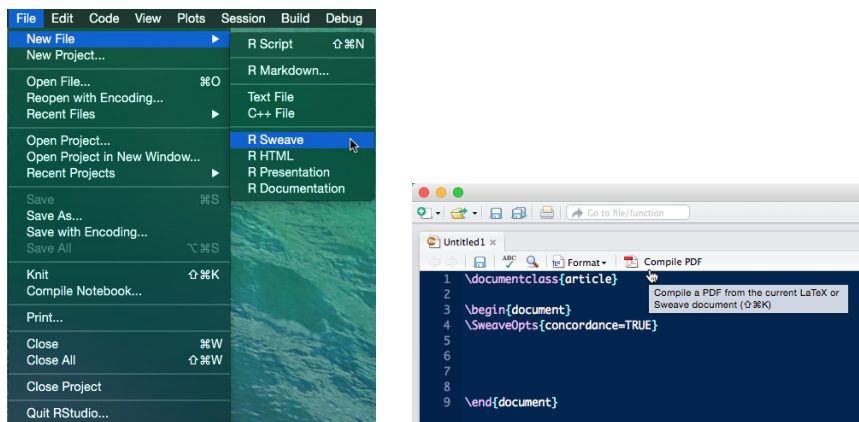 File Edit Code View Plots Session Build Debug
New File
New Project...
Open File... ⌘O
Reopen with Encoding...
Recent Files
Open Project...
Open Project in New Window...
Recent Projects
Save ⌘S
Save As...
Save with Encoding...
Save All ⌥⌘S
Knit ⇧⌘K
Compile Notebook...
Print...
Close ⌘W
Close All ⇧⌘W
Close Project
Quit RStudio...
R Script ⇧⌘N
R Markdown...
Text File
C++ File
R Sweave
R HTML
R Presentation
R Documentation
Go to file/function
Untitled1
ABC Format Compile PDF
1 \documentclass{article}
2
3 \begin{document}
4 \SweaveOpts{concordance=TRUE}
5
6
7
8
9 \end{document}
Compile a PDF from the current LaTeX or
Sweave document (⇧⌘K)